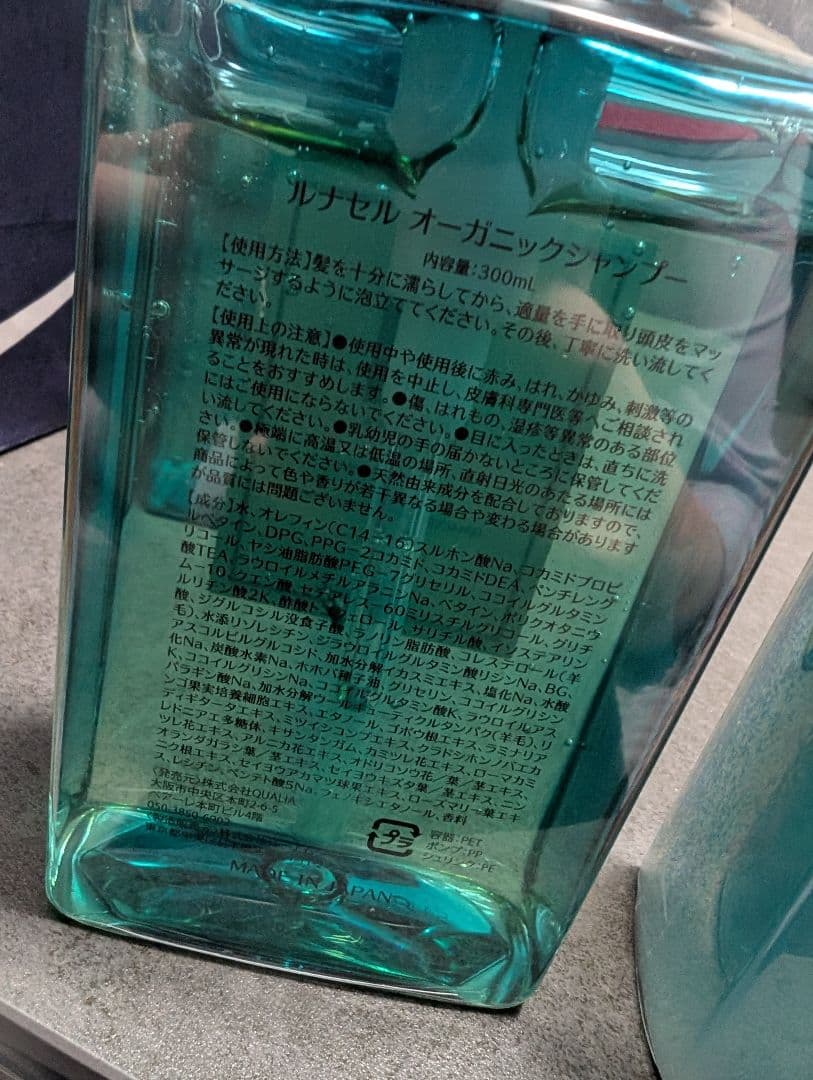 ルナセル オーガニックシャンプー
内容量:300mL
【使用方法】髪を十分に濡らしてから、適量を手に取り頭皮をマッ
サージするように泡立ててください。その後、丁寧に洗い流してく
ださい。
【使用上の注意】●使用中や使用後に赤み、はれ、かゆみ、刺激等の
異常が現れた時は、使用を中止し、皮膚科専門医等へご相談され
ることをおすすめします。●傷、はれもの、湿疹等異常のある部位
にはご使用にならないでください。●目に入ったときは、直ちに洗
い流してください。●乳幼児の手の届かないところに保管してくだ
さい。●極端に高温又は低温の場所、直射日光のあたる場所には
保管しないでください。●天然由来成分を配合しておりますので、
商品によって色や香りが若干異なる場合や変わる場合があります
が品質には問題ございません。
【成分】水、オレフィン(C14-16)スルホン酸Na、コカミドプロピ
ルベタイン、DPG、PPG-2コカミド、コカミドDEA、ペンチレング
リコール、ヤシ油脂肪酸PEG-7グリセリル、ココイルグルタミン
酸TEA、ラウロイルメチルアラニンNa、ベタイン、ポリクオタニウ
ム-10、クエン酸、セテアレス-60ミリスチルグリコール、グリチ
ルリチン酸2K、酢酸トコフェロール、サリチル酸、イソステアリン
酸、ジグルコシル没食子酸、ラノリン脂肪酸、コレステロール(羊
毛)、水添リゾレシチン、ジラウロイルグルタミン酸リシンNa、BG、
アスコルビルグルコシド、加水分解イカスミエキス、塩化Na、水酸
化Na、炭酸水素Na、ホホバ種子油、グリセリン、ココイルグリシン
K、ココイルグリシンNa、ココイルグルタミン酸K、ラウロイルアス
パラギン酸Na、加水分解ウールキューティクルタンパク(羊毛)、リ
ンゴ果実培養細胞エキス、エタノール、ゴボウ根エキス、ラミナリア
ディギタータエキス、ミツイシコンブエキス、クラドシホンノバエカ
レドニアエ多糖体、キサンタンガム、カミツレ花エキス、ローマカミ
ツレ花エキス、アルニカ花エキス、オドリコソウ花/葉/茎エキス、
オランダガラシ葉/茎エキス、セイヨウキズタ葉/茎エキス、ニン
ニク根エキス、セイヨウアカマツ球果エキス、ローズマリー葉エキ
ス、レシチン、ペンテト酸5Na、フェノキシエタノール、香料
〈発売元〉株式会社QUALIA
大阪市中央区本町2-6-5
ベティーレ本町ビル4階
050-3850-6902
プラ
容器:PET
ポンプ:PP
シュリンク:PE
MADE IN JAPAN